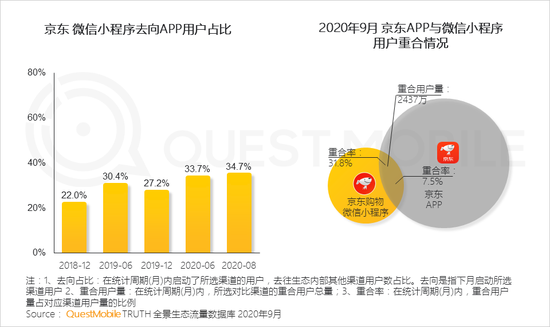 京东 微信小程序去向APP用户占比
80%
60%
40%
20%
0%
22.0%
30.4%
27.2%
33.7%
34.7%
2018-12
2019-06
2019-12
2020-06
2020-08
2020年9月 京东APP与微信小程序
用户重合情况
重合用户量：
2437万
重合率：
31.8%
重合率：
7.5%
京东购物
微信小程序
京东
APP
QUESTMOBILE
注：1、去向占比：在统计周期(月)内启动了所选渠道的用户，去往生态内部其他渠道用户数占比。去向是指下月启动所选
渠道用户 2、重合用户量：在统计周期(月)内，所选对比渠道的重合用户总量；3、重合率：在统计周期(月)内，重合用户
量占对应渠道用户量的比例
Source： QuestMobile TRUTH 全景生态流量数据库 2020年9月